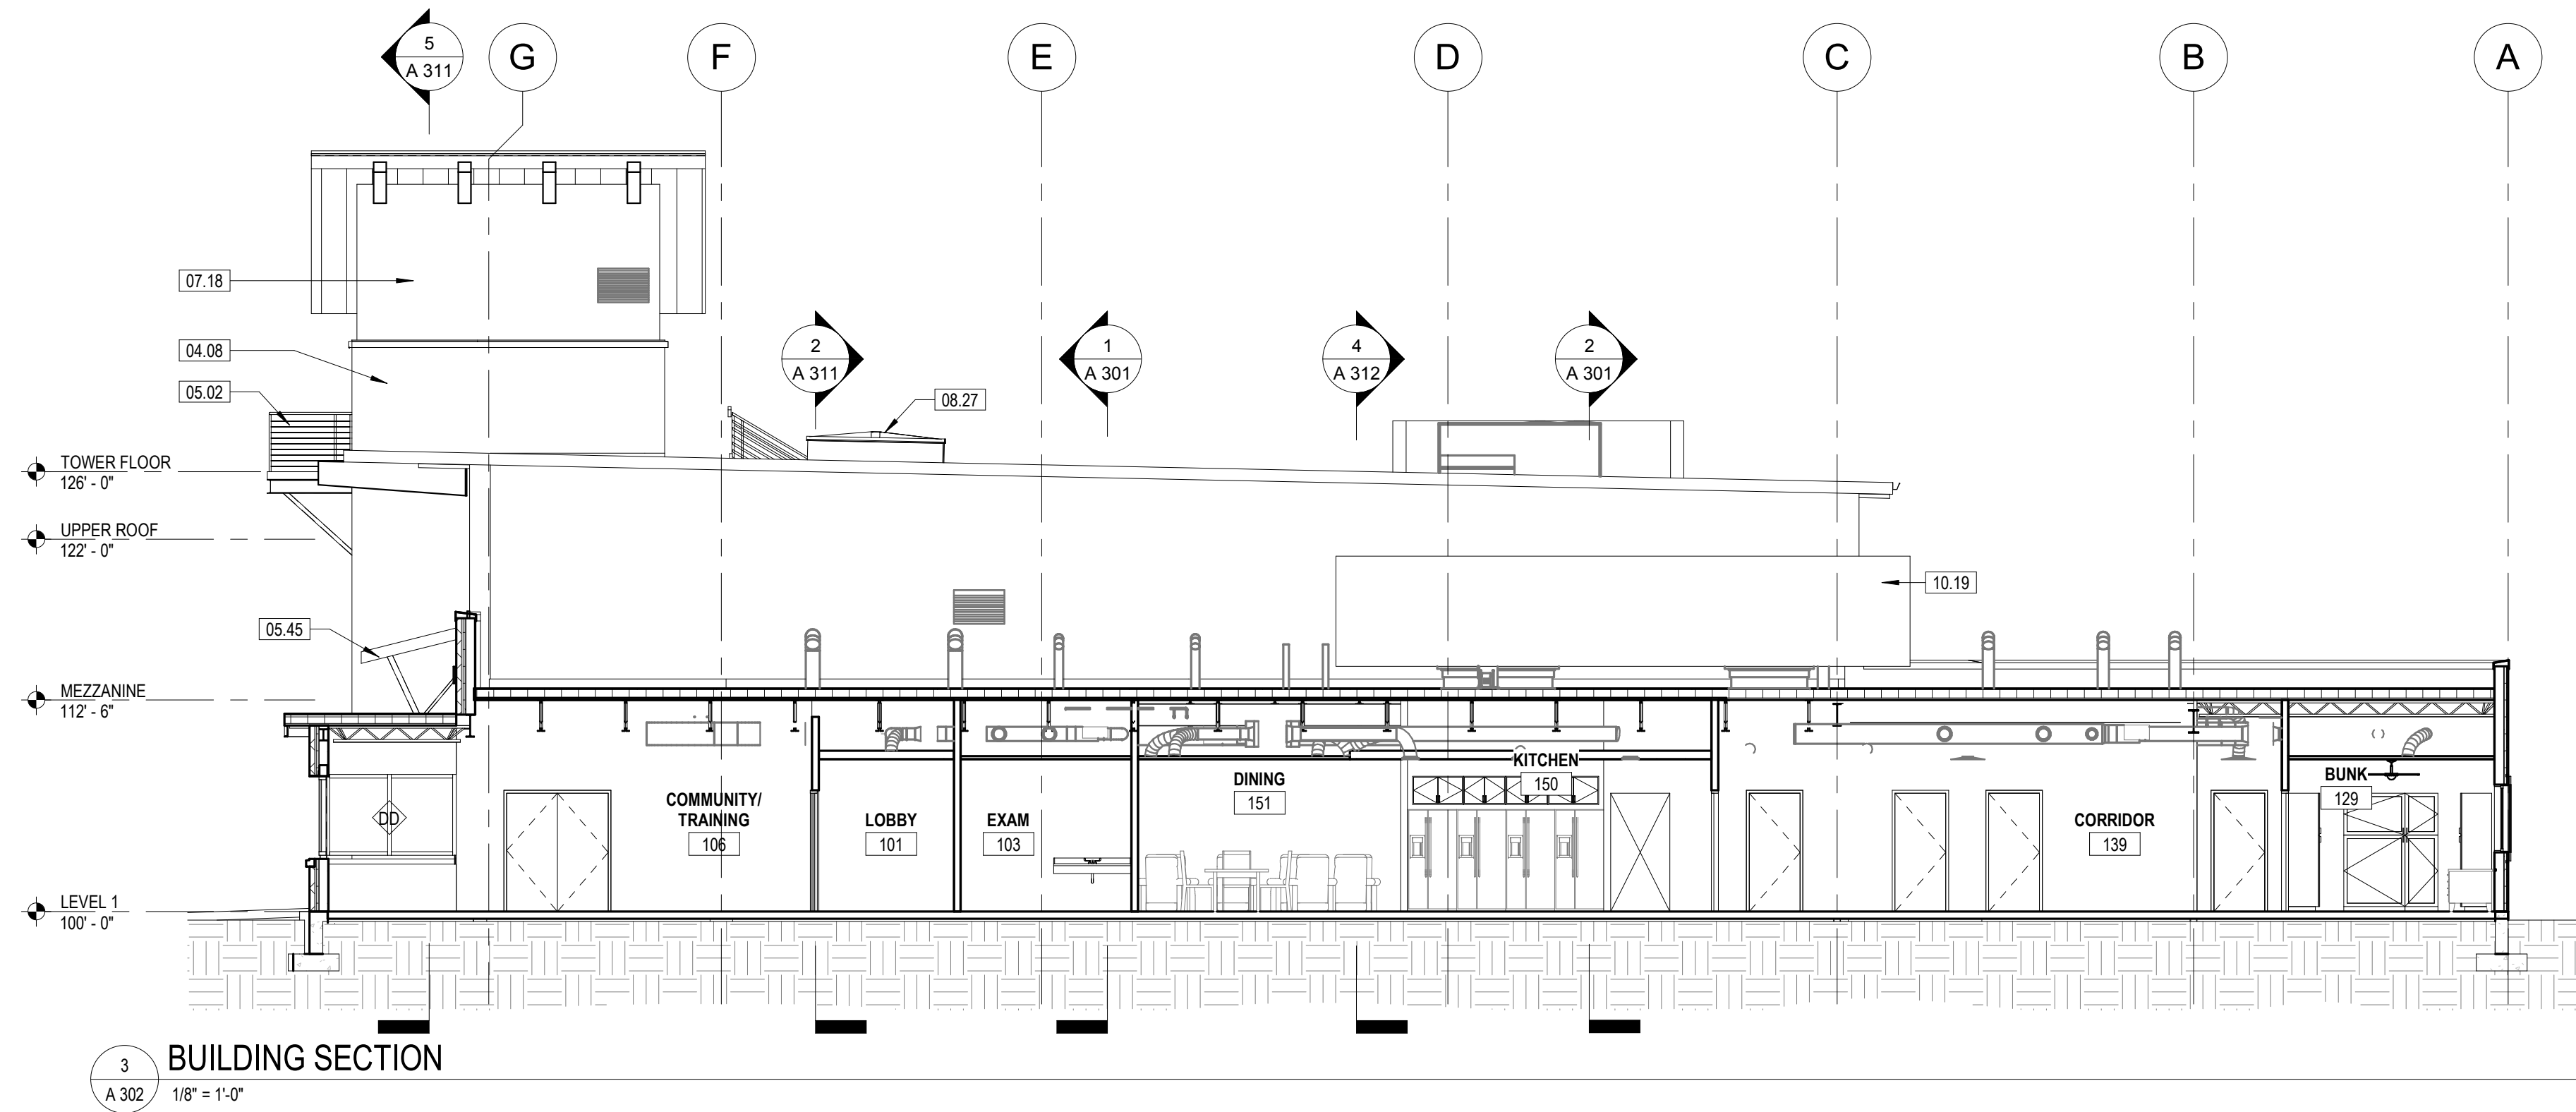 5
A 311
G
F
E
D
C
B
A
07.18
04.08
05.02
2
A 311
1
A 301
4
A 312
2
A 301
08.27
TOWER FLOOR
126' - 0"
UPPER ROOF
122' - 0"
10.19
05.45
MEZZANINE
112' - 6"
COMMUNITY/
TRAINING
106
DD
LOBBY
101
EXAM
103
DINING
151
KITCHEN
150
CORRIDOR
139
BUNK
129
LEVEL 1
100' - 0"
3
A 302
BUILDING SECTION
1/8" = 1'-0"